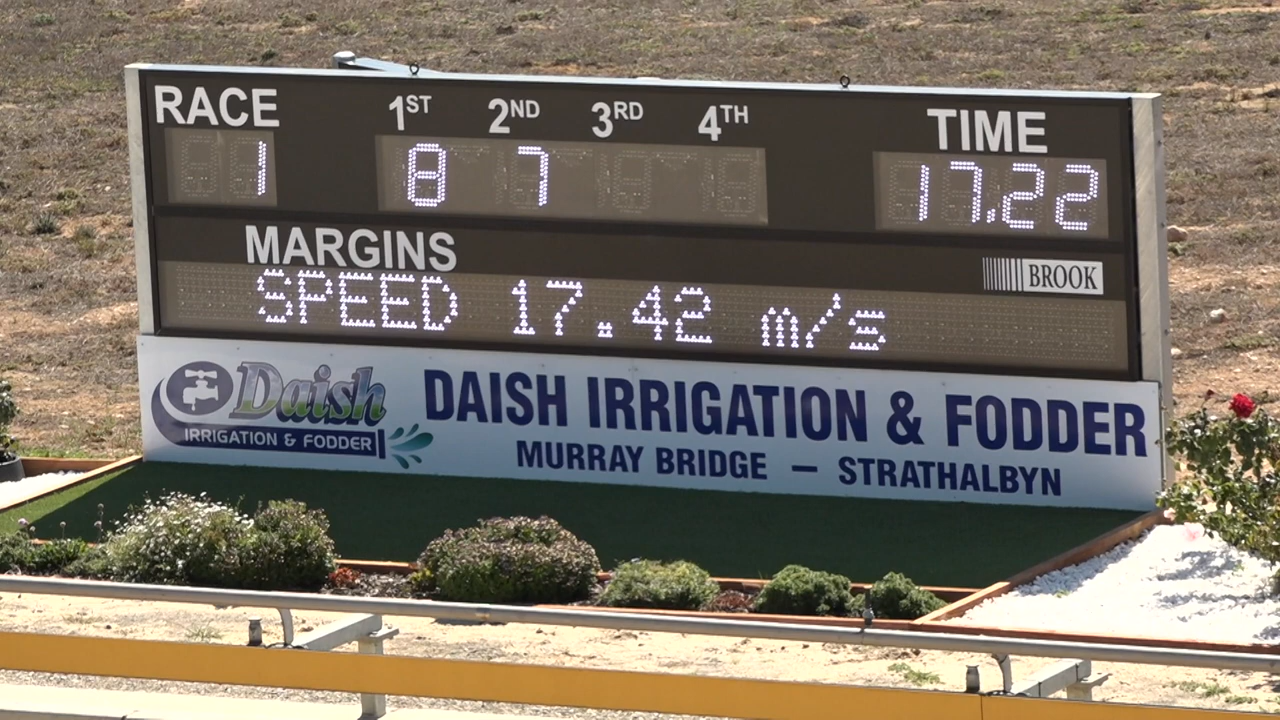 RACE 1ST 2ND 3RD 4TH TIME
1 8 7 17.22
MARGINS
BROOK
SPEED 17.42 m/s
Daish
IRRIGATION & FODDER
DAISH IRRIGATION & FODDER
MURRAY BRIDGE — STRATHALBYN